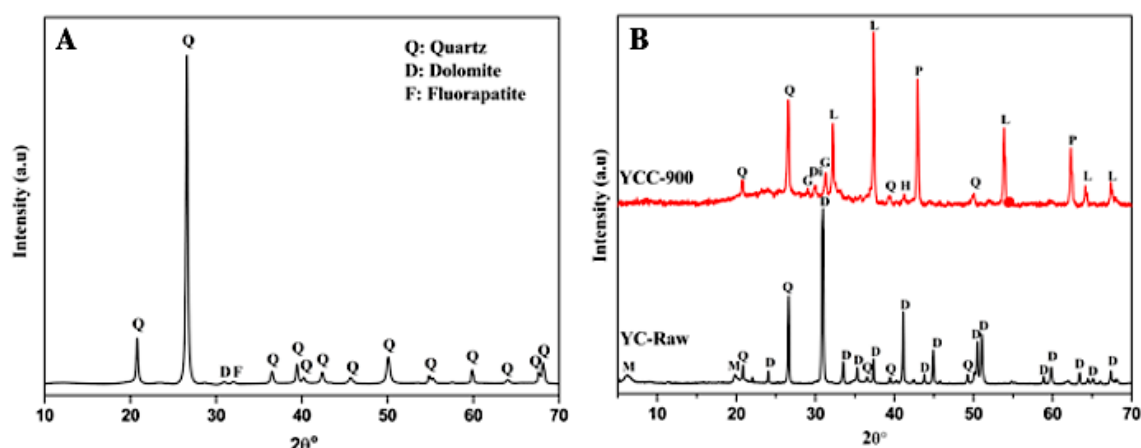 A
Q
Q: Quartz
D: Dolomite
F: Fluorapatite
Q
D F
Q
Q
Q
Q
Q
Q
Q
Q
Q
Q
Q
10 20 30 40 50 60 70
2θ°
Intensity (a.u)
B
L
P
Q
L
L
P
Q
G
Di
G
Q
H
Q
L
L
YCC-900
D
Q
D
YC-Raw
M
M
Q
D
D
D
Q
D
Q
D
D
Q
D
D
D
D
D
D
D
10 20 30 40 50 60 70
2θ°
Intensity (a.u)